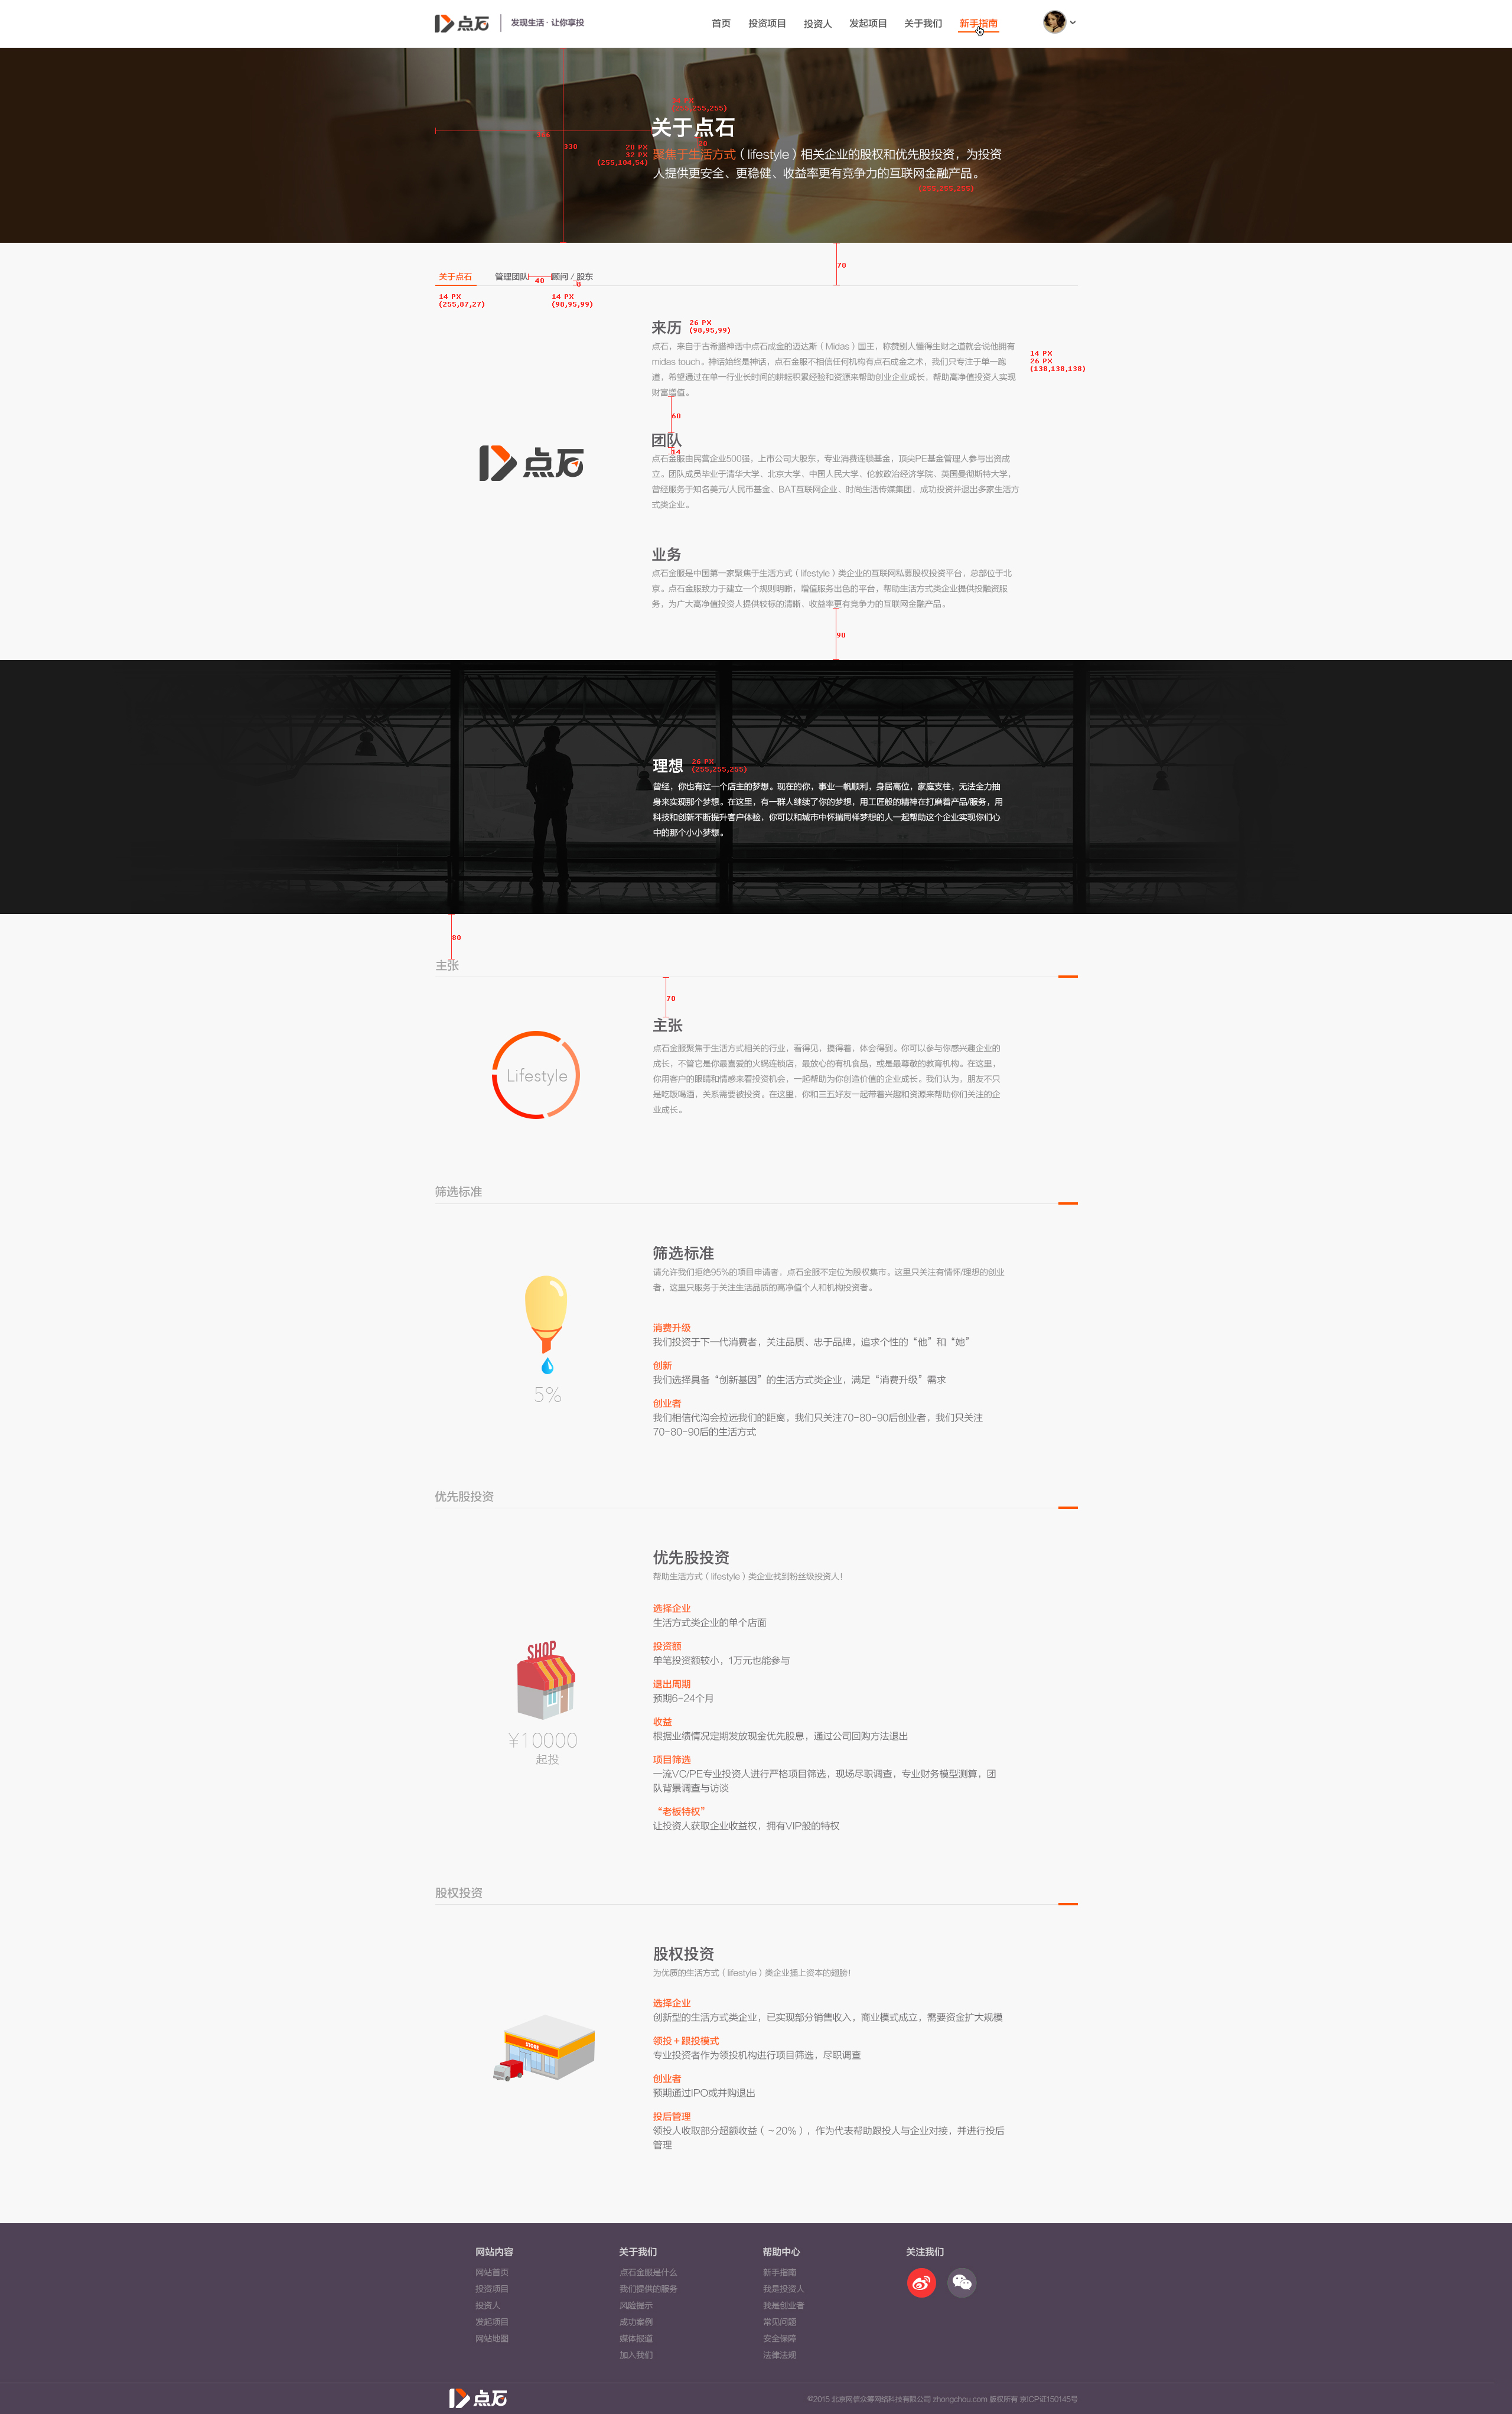 点石
发现生活 · 让你享投
首页 投资项目 投资人 发起项目 关于我们 新手指南
(255,255,255)
关于点石
330
20 PX
32 PX
(255,104,54)
聚焦于生活方式（lifestyle）相关企业的股权和优先股投资，为投资
人提供更安全、更稳健、收益率更有竞争力的互联网金融产品。
(255,255,255)
70
关于点石 管理团队 顾问 / 股东
40
14 PX
(255,87,27)
14 PX
(98,95,99)
来历
26 PX
(98,95,99)
点石，来自于古希腊神话中点石成金的迈达斯（Midas）国王，称赞别人懂得生财之道就会说他拥有
midas touch。神话始终是神话，点石金服不相信任何机构有点石成金之术，我们只专注于单一跑
道，希望通过在单一行业长时间的耕耘积累经验和资源来帮助创业企业成长，帮助高净值投资人实现
财富增值。
14 PX
26 PX
(138,138,138)
60
团队
14
点石金服由民营企业500强，上市公司大股东，专业消费连锁基金，顶尖PE基金管理人参与出资成
立。团队成员毕业于清华大学、北京大学、中国人民大学、伦敦政治经济学院、英国曼彻斯特大学，
曾经服务于知名美元/人民币基金、BAT互联网企业、时尚生活传媒集团，成功投资并退出多家生活方
式类企业。
点石
业务
点石金服是中国第一家聚焦于生活方式（lifestyle）类企业的互联网私募股权投资平台，总部位于北
京。点石金服致力于建立一个规则明晰，增值服务出色的平台，帮助生活方式类企业提供投融资服
务，为广大高净值投资人提供较标的清晰，收益率更有竞争力的互联网金融产品。
90
理想
26 PX
(255,255,255)
曾经，你也有过一个店主的梦想。现在的你，事业一帆顺利，身居高位，家庭支柱，无法全力抽
身来实现那个梦想。在这里，有一群人继续了你的梦想，用工匠般的精神在打磨着产品/服务，用
科技和创新不断提升客户体验，你可以和城市中怀揣同样梦想的人一起帮助这个企业实现你们心
中的那个小小梦想。
80
主张
70
主张
点石金服聚焦于生活方式相关的行业，看得见，摸得着，体会得到。你可以参与你感兴趣企业的
成长，不管它是你最喜爱的火锅连锁店，最放心的有机食品，或是最尊敬的教育机构。在这里，
你用客户的眼睛和情感来看投资机会，一起帮助为你创造价值的企业成长。我们认为，朋友不只
是吃饭喝酒，关系需要被投资。在这里，你和三五好友一起带着兴趣和资源来帮助你们关注的企
业成长。
Lifestyle
筛选标准
筛选标准
请允许我们拒绝95%的项目申请者，点石金服不定位为股权集市。这里只关注有情怀/理想的创业
者，这里只服务于关注生活品质的高净值个人和机构投资者。
消费升级
我们投资于下一代消费者，关注品质、忠于品牌，追求个性的“他”和“她”
创新
我们选择具备“创新基因”的生活方式类企业，满足“消费升级”需求
创业者
我们相信代沟会拉远我们的距离，我们只关注70-80-90后创业者，我们只关注
70-80-90后的生活方式
5%
优先股投资
优先股投资
帮助生活方式（lifestyle）类企业找到粉丝级投资人！
选择企业
生活方式类企业的单个店面
投资额
单笔投资额较小，1万元也能参与
退出周期
预期6-24个月
收益
根据业绩情况定期发放现金优先股息，通过公司回购方法退出
项目筛选
一流VC/PE专业投资人进行严格项目筛选，现场尽职调查，专业财务模型测算，团
队背景调查与访谈
“老板特权”
让投资人获取企业收益权，拥有VIP般的特权
SHOP
¥10000
起投
股权投资
股权投资
为优质的生活方式（lifestyle）类企业插上资本的翅膀！
选择企业
创新型的生活方式类企业，已实现部分销售收入，商业模式成立，需要资金扩大规模
领投＋跟投模式
专业投资者作为领投机构进行项目筛选，尽职调查
创业者
预期通过IPO或并购退出
投后管理
领投人收取部分超额收益（～20%），作为代表帮助跟投人与企业对接，并进行投后
管理
STORE
网站内容 关于我们 帮助中心 关注我们
网站首页 点石金服是什么 新手指南
投资项目 我们提供的服务 我是投资人
投资人 风险提示 我是创业者
发起项目 成功案例 常见问题
网站地图 媒体报道 安全保障
加入我们 法律法规
点石
©2015 北京网信众筹网络科技有限公司 zhongchou.com 版权所有 京ICP证150145号